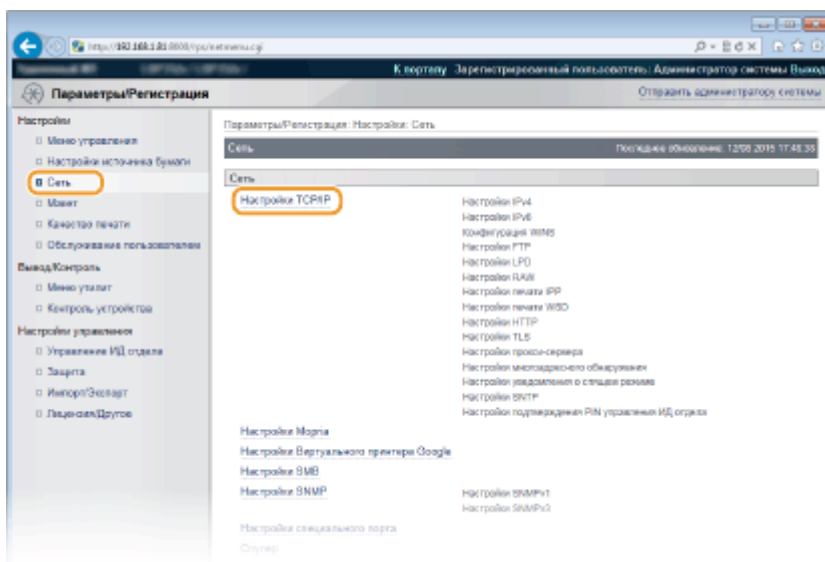 К порталу Зарегистрированный пользователь: Администратор системы Выход
Параметры/Регистрация
Отправить администратору системы
Настройки
Меню управления
Настройки источника бумаги
Сеть
Макет
Качество печати
Обслуживание пользователем
Вывод/Контроль
Меню утилит
Контроль устройства
Настройки управления
Управление ИД отдела
Защита
Импорт/Экспорт
Лицензия/Другое
Параметры/Регистрация: Настройки: Сеть
Сеть
Последнее обновление: 12/05 2015 17:48:38
Сеть
Настройки TCP/IP
Настройки IPv4
Настройки IPv6
Конфигурация WINS
Настройки FTP
Настройки LPD
Настройки RAW
Настройки печати IPP
Настройки печати WSD
Настройки HTTP
Настройки TLS
Настройки прокси-сервера
Настройки многоадресного обнаружения
Настройки уведомления о спящем режиме
Настройки SNTP
Настройки подтверждения PIN управления ИД отдела
Настройки Mopria
Настройки Виртуального принтера Google
Настройки SMB
Настройки SNMP
Настройки SNMPv1
Настройки SNMPv3
Настройки специального порта
Спулер